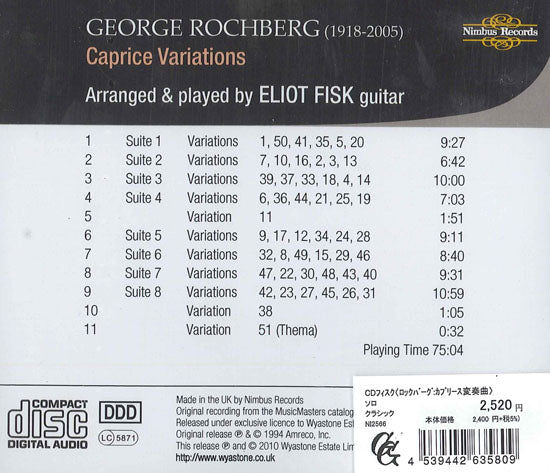 GEORGE ROCHBERG (1918-2005)
Nimbus Records
Caprice Variations
Arranged & played by ELIOT FISK guitar
1 Suite 1 Variations 1, 50, 41, 35, 5, 20 9:27
2 Suite 2 Variations 7, 10, 16, 2, 3, 13 6:42
3 Suite 3 Variations 39, 37, 33, 18, 4, 14 10:00
4 Suite 4 Variations 6, 36, 44, 21, 25, 19 7:03
5 Variation 11 1:51
6 Suite 5 Variations 9, 17, 12, 34, 24, 28 9:11
7 Suite 6 Variations 32, 8, 49, 15, 29, 46 8:40
8 Suite 7 Variations 47, 22, 30, 48, 43, 40 9:31
9 Suite 8 Variations 42, 23, 27, 45, 26, 31 10:59
10 Variation 38 1:05
11 Variation 51 (Thema) 0:32
Playing Time 75:04
COMPACT
disc
DIGITAL AUDIO
DDD
LC 5871
Made in the UK by Nimbus Records
Original recording from the MusicMasters catalog
Released under exclusive licence to Wyastone Esta
Original release ℗ & © 1994 Amreco, Inc.
This release ℗ and © 2010 Wyastone Estate Limi
http://www.wyastone.co.uk
CDフィスク〈ロックバーグ:カプリース変奏曲〉
ソロ 2,520 円
クラシック 本体価格 2,400 円+税(5%)
NI2566
4 539442 635809